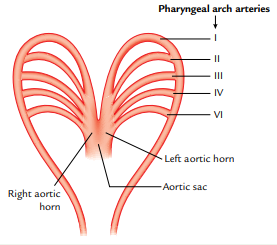 Pharyngeal arch arteries
I
II
III
IV
VI
Left aortic horn
Aortic sac
Right aortic
horn